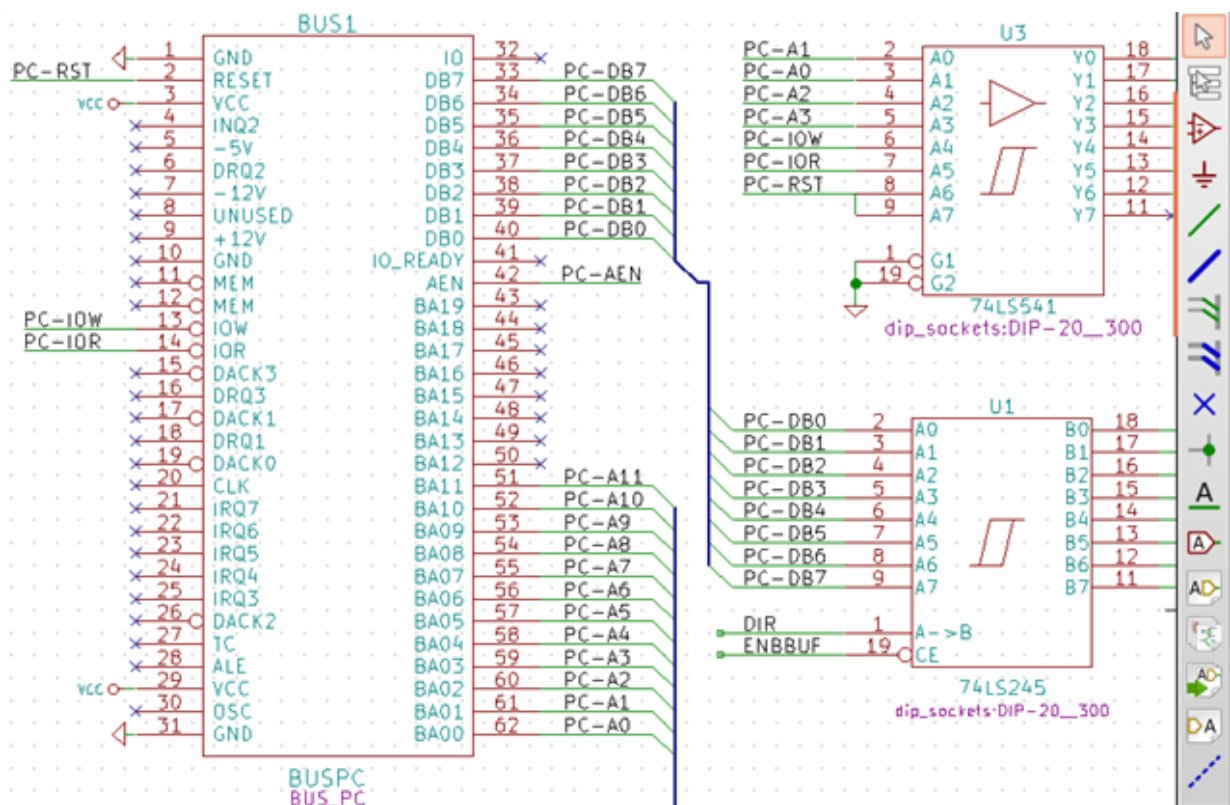 BUS1
1 GND
PC-RST 2 RESET
VCC 3 VCC
4 INQ2
5 -5V
6 DRQ2
7 -12V
8 UNUSED
9 +12V
10 GND
11 MEM
12 MEM
PC-IOW 13 IOW
PC-IOR 14 IOR
15 DACK3
16 DRQ3
17 DACK1
18 DRQ1
19 DACK0
20 CLK
21 IRQ7
22 IRQ6
23 IRQ5
24 IRQ4
25 IRQ3
26 DACK2
27 TC
28 ALE
VCC 29 VCC
30 OSC
31 GND
IO 32
DB7 33 PC-DB7
DB6 34 PC-DB6
DB5 35 PC-DB5
DB4 36 PC-DB4
DB3 37 PC-DB3
DB2 38 PC-DB2
DB1 39 PC-DB1
DB0 40 PC-DB0
IO_READY 41
AEN 42 PC-AEN
BA19 43
BA18 44
BA17 45
BA16 46
BA15 47
BA14 48
BA13 49
BA12 50
BA11 51 PC-A11
BA10 52 PC-A10
BA09 53 PC-A9
BA08 54 PC-A8
BA07 55 PC-A7
BA06 56 PC-A6
BA05 57 PC-A5
BA04 58 PC-A4
BA03 59 PC-A3
BA02 60 PC-A2
BA01 61 PC-A1
BA00 62 PC-A0
BUSPC
BUS_PC
U3
PC-A1 2 A0 Y0 18
PC-A0 3 A1 Y1 17
PC-A2 4 A2 Y2 16
PC-A3 5 A3 Y3 15
PC-IOW 6 A4 Y4 14
PC-IOR 7 A5 Y5 13
PC-RST 8 A6 Y6 12
9 A7 Y7 11
1 G1
19 G2
74LS541
dip_sockets:DIP-20__300
U1
PC-DB0 2 A0 B0 18
PC-DB1 3 A1 B1 17
PC-DB2 4 A2 B2 16
PC-DB3 5 A3 B3 15
PC-DB4 6 A4 B4 14
PC-DB5 7 A5 B5 13
PC-DB6 8 A6 B6 12
PC-DB7 9 A7 B7 11
DIR 1 A->B
ENBBUF 19 CE
74LS245
dip_sockets:DIP-20__300
A
A
AD
AD
DA